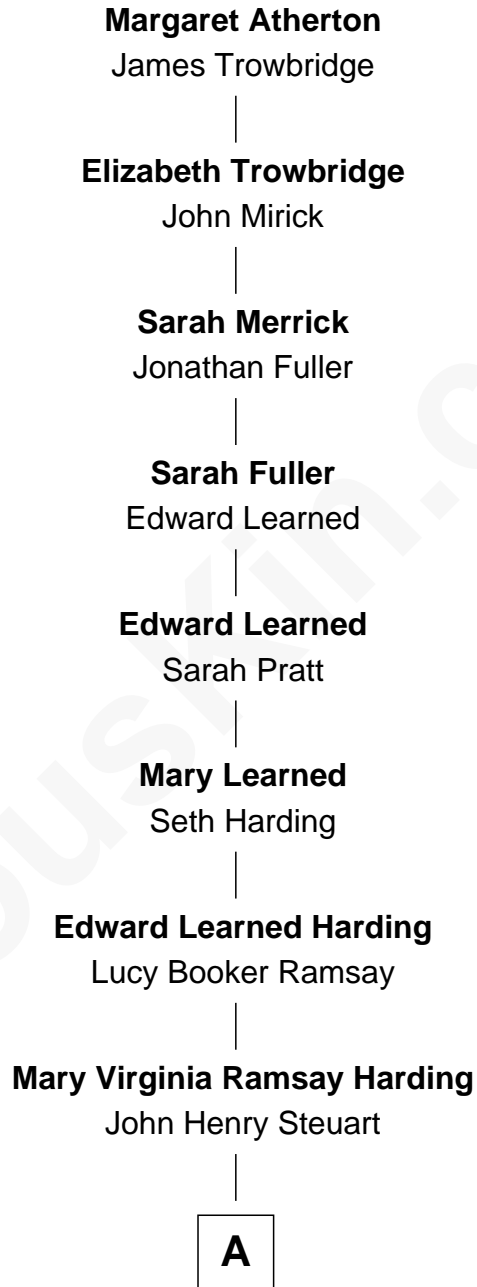 Margaret Atherton
James Trowbridge
Elizabeth Trowbridge
John Mirick
Sarah Merrick
Jonathan Fuller
Sarah Fuller
Edward Learned
Edward Learned
Sarah Pratt
Mary Learned
Seth Harding
Edward Learned Harding
Lucy Booker Ramsay
Mary Virginia Ramsay Harding
John Henry Steuart
A